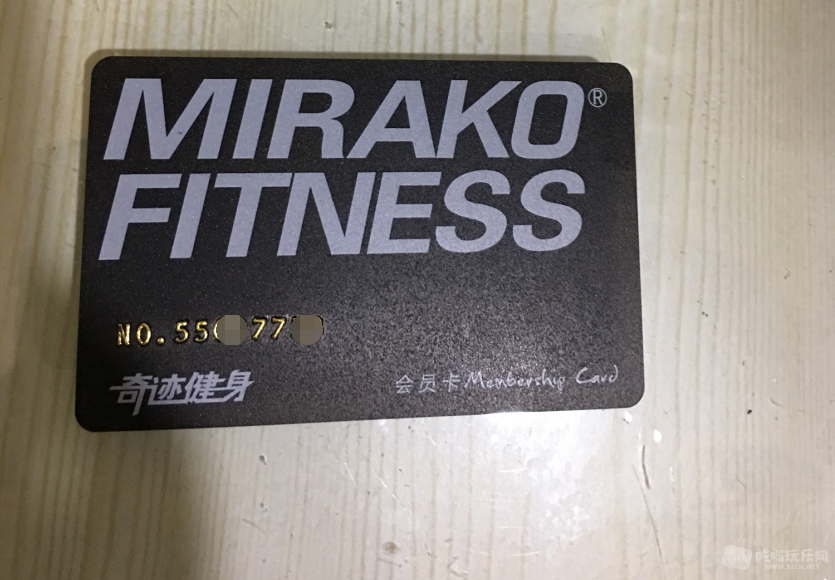 MIRAKO®
FITNESS
NO.55 77
奇迹健身
会员卡 Membership Card